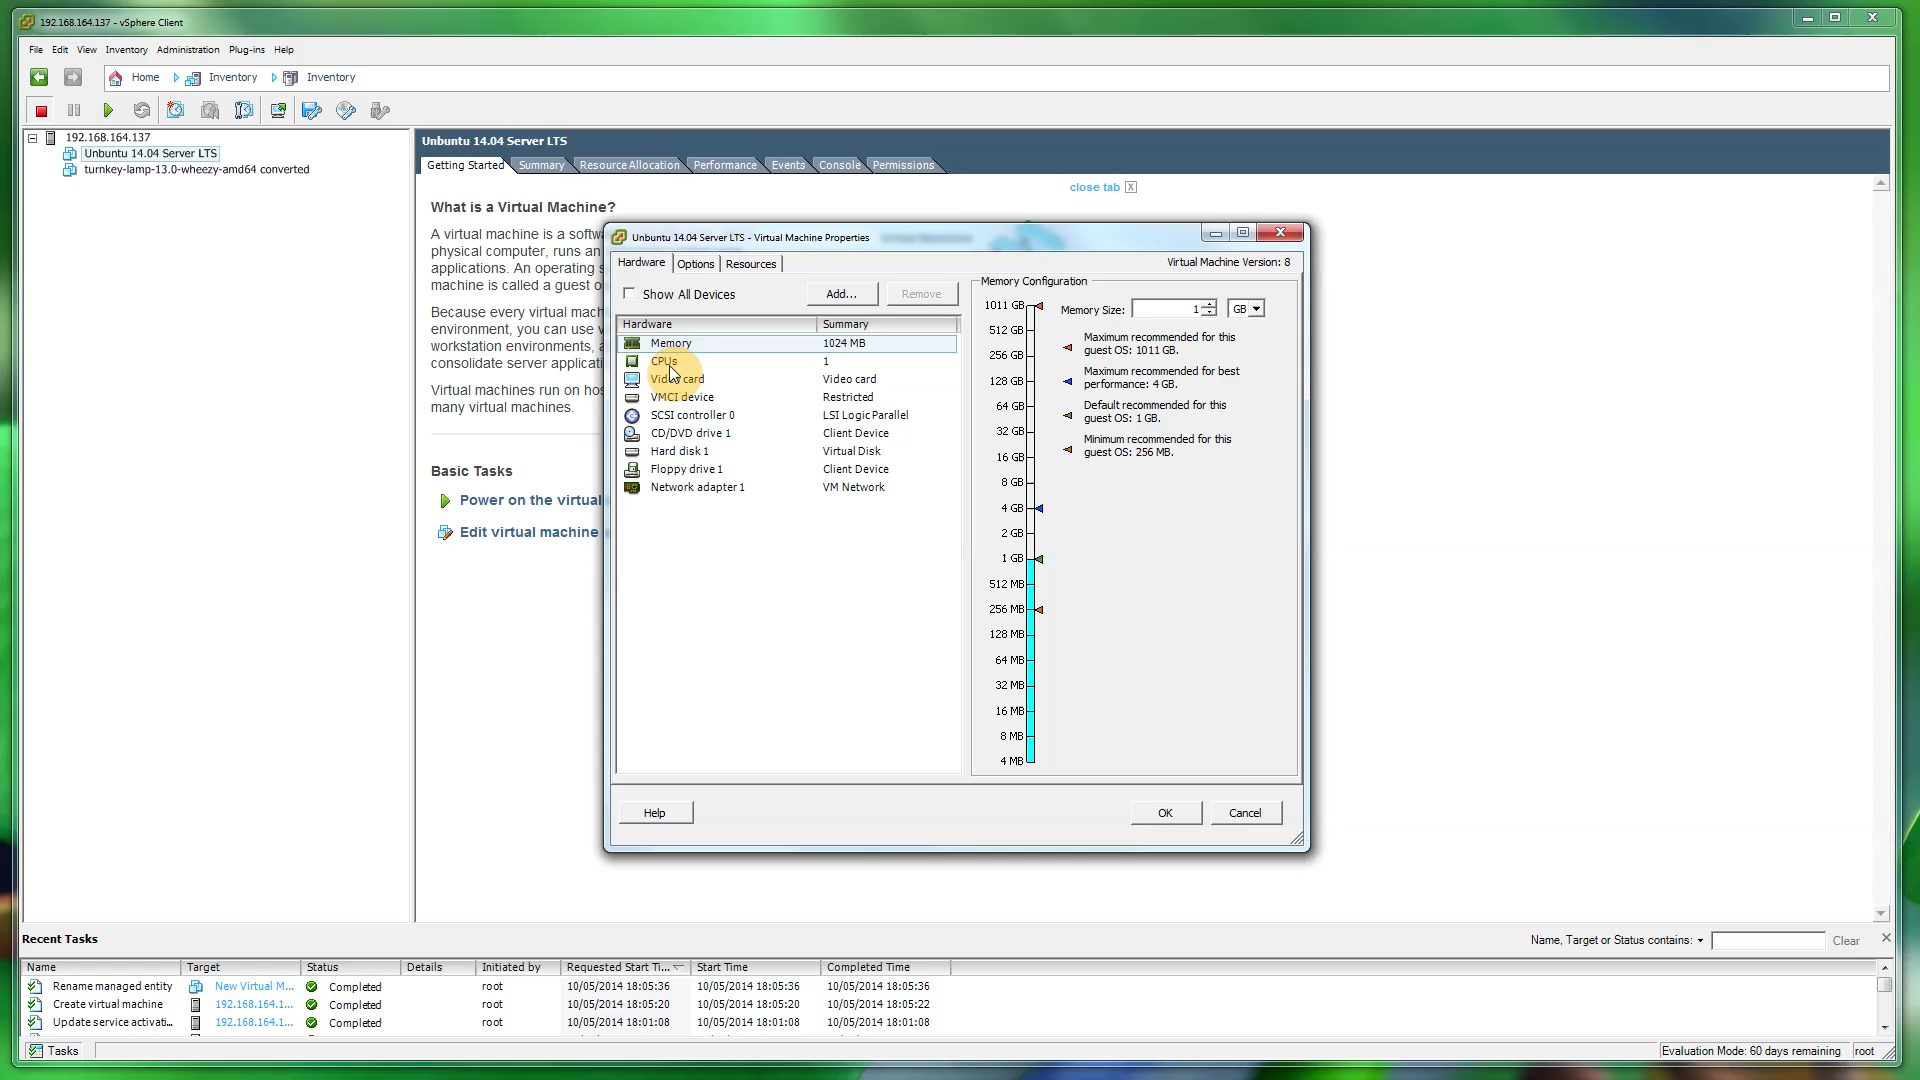 192.168.164.137 - vSphere Client
File Edit View Inventory Administration Plug-ins Help
Home Inventory Inventory
192.168.164.137
Unbuntu 14.04 Server LTS
turnkey-lamp-13.0-wheezy-amd64 converted
Unbuntu 14.04 Server LTS
Getting Started Summary Resource Allocation Performance Events Console Permissions
close tab X
What is a Virtual Machine?
A virtual machine is a softw
physical computer, runs an
applications. An operating s
machine is called a guest o
Because every virtual mach
environment, you can use v
workstation environments, a
consolidate server applicati
Virtual machines run on hos
many virtual machines.
Basic Tasks
Power on the virtual
Edit virtual machine
Unbuntu 14.04 Server LTS - Virtual Machine Properties
Hardware Options Resources
Virtual Machine Version: 8
Show All Devices Add... Remove
Hardware Summary
Memory 1024 MB
CPUs 1
Video card Video card
VMCI device Restricted
SCSI controller 0 LSI Logic Parallel
CD/DVD drive 1 Client Device
Hard disk 1 Virtual Disk
Floppy drive 1 Client Device
Network adapter 1 VM Network
Memory Configuration
1011 GB
512 GB
256 GB
128 GB
64 GB
32 GB
16 GB
8 GB
4 GB
2 GB
1 GB
512 MB
256 MB
128 MB
64 MB
32 MB
16 MB
8 MB
4 MB
Memory Size: 1 GB
Maximum recommended for this
guest OS: 1011 GB.
Maximum recommended for best
performance: 4 GB.
Default recommended for this
guest OS: 1 GB.
Minimum recommended for this
guest OS: 256 MB.
Help OK Cancel
Recent Tasks
Name, Target or Status contains: Clear
Name Target Status Details Initiated by Requested Start Ti... Start Time Completed Time
Rename managed entity New Virtual M... Completed root 10/05/2014 18:05:36 10/05/2014 18:05:36 10/05/2014 18:05:36
Create virtual machine 192.168.164.1... Completed root 10/05/2014 18:05:20 10/05/2014 18:05:20 10/05/2014 18:05:22
Update service activati... 192.168.164.1... Completed root 10/05/2014 18:01:08 10/05/2014 18:01:08 10/05/2014 18:01:08
Tasks
Evaluation Mode: 60 days remaining root